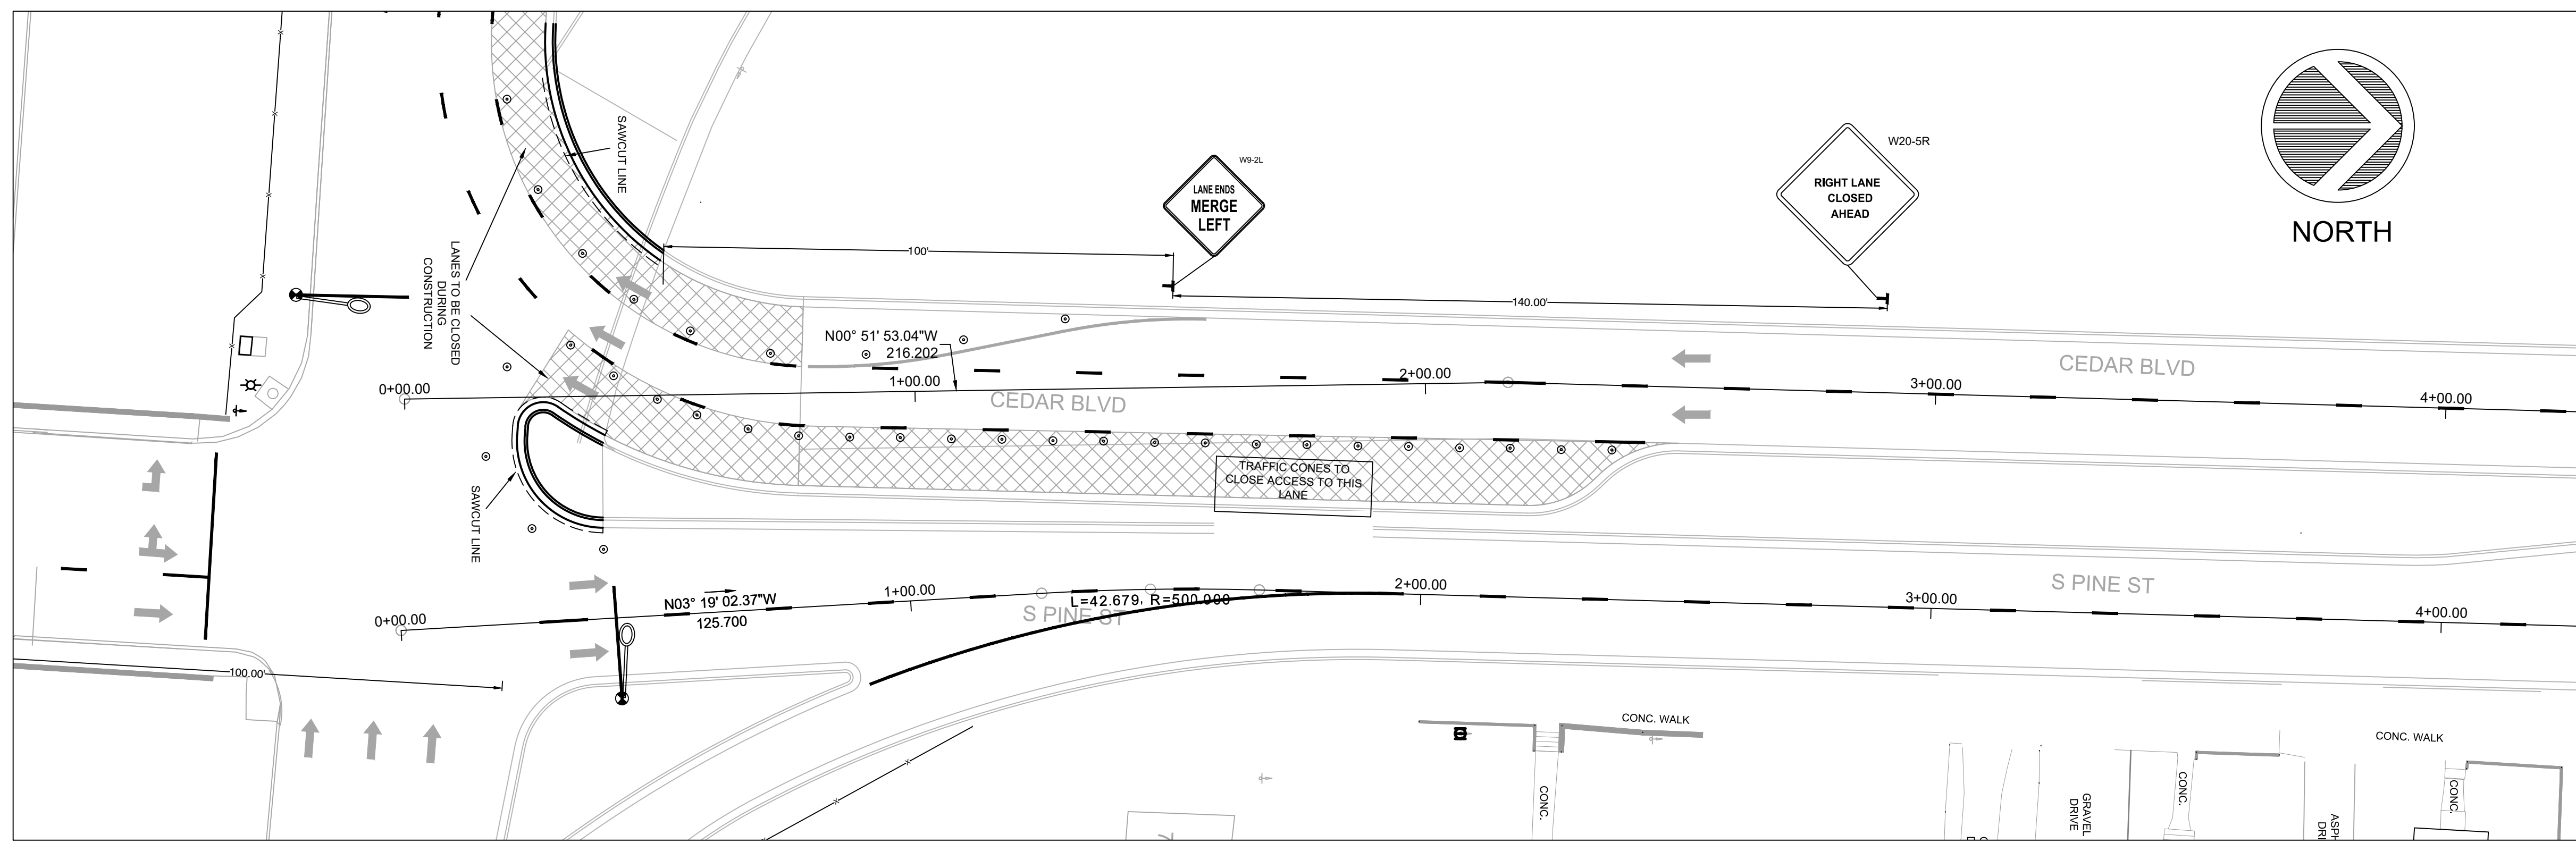 SAWCUT LINE
LANES TO BE CLOSED
DURING
CONSTRUCTION
W9-2L
LANE ENDS
MERGE
LEFT
W20-5R
RIGHT LANE
CLOSED
AHEAD
NORTH
100'
140.00'
N00° 51' 53.04"W
216.202
0+00.00
1+00.00
2+00.00
3+00.00
4+00.00
CEDAR BLVD
CEDAR BLVD
TRAFFIC CONES TO
CLOSE ACCESS TO THIS
LANE
SAWCUT LINE
0+00.00
N03° 19' 02.37"W
125.700
1+00.00
L=42.679, R=500.000
2+00.00
3+00.00
4+00.00
S PINE ST
S PINE ST
100.00'
CONC. WALK
CONC. WALK
CONC.
GRAVEL
DRIVE
CONC.
CONC.